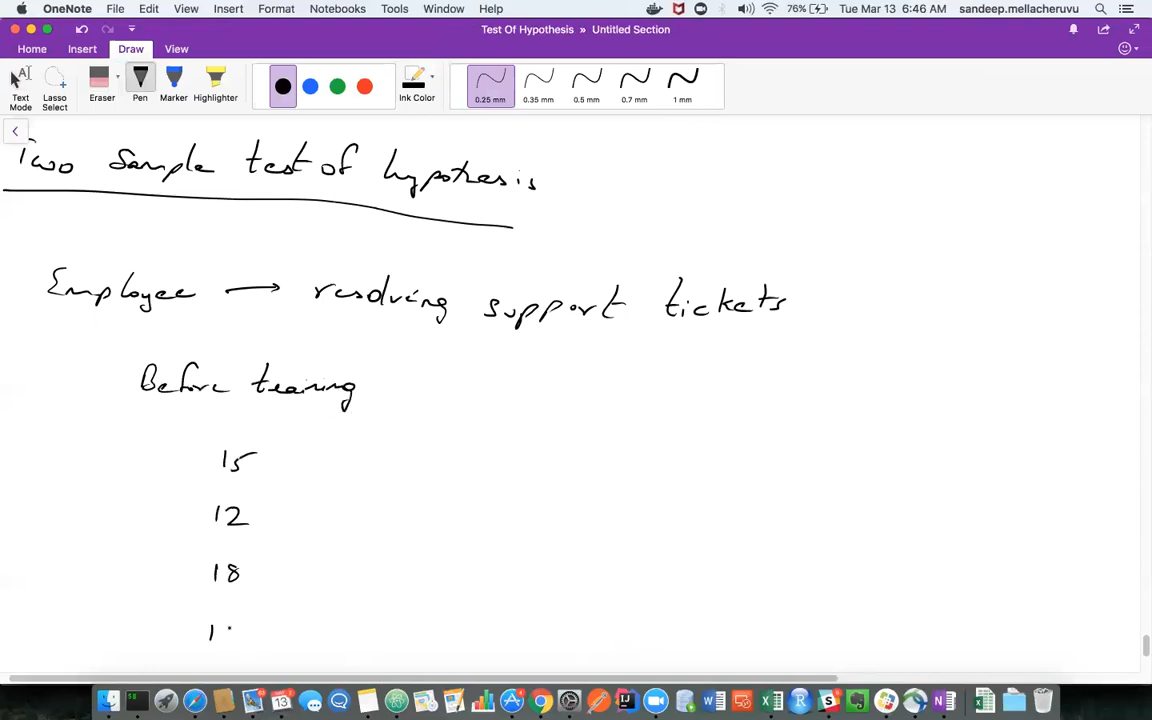 OneNote File Edit View Insert Format Notebooks Tools Window Help 76% Tue Mar 13 6:46 AM sandeep.mellacheruvu
Test Of Hypothesis » Untitled Section
Home Insert Draw View
Text Mode Lasso Select Eraser Pen Marker Highlighter Ink Color 0.25 mm 0.35 mm 0.5 mm 0.7 mm 1 mm
Two Sample test of hypothesis
Employee → resolving support tickets
Before training
15
12
18
1